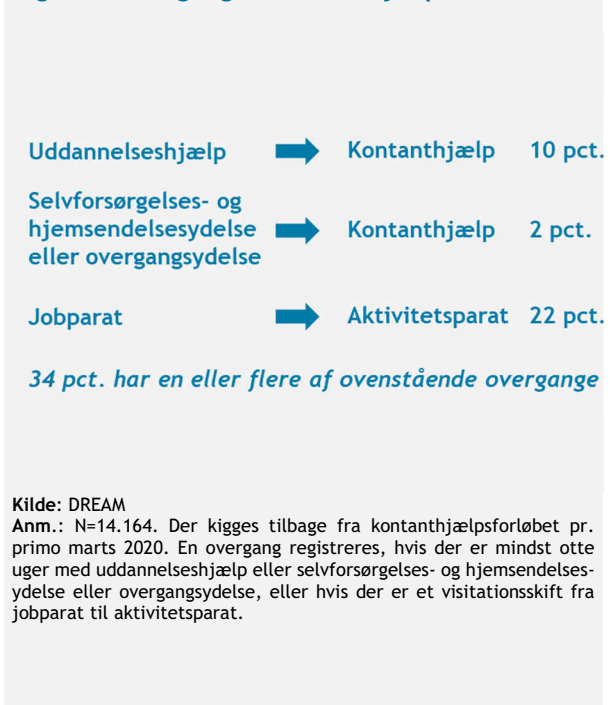 Uddannelseshjælp → Kontanthjælp 10 pct.
Selvforsørgelses- og
hjemsendelsesydelse → Kontanthjælp 2 pct.
eller overgangsydelse
Jobparat → Aktivitetsparat 22 pct.
34 pct. har en eller flere af ovenstående overgange
Kilde: DREAM
Anm.: N=14.164. Der kigges tilbage fra kontanthjælpsforløbet pr.
primo marts 2020. En overgang registreres, hvis der er mindst otte
uger med uddannelseshjælp eller selvforsørgelses- og hjemsendelses-
ydelse eller overgangsydelse, eller hvis der er et visitationsskift fra
jobparat til aktivitetsparat.